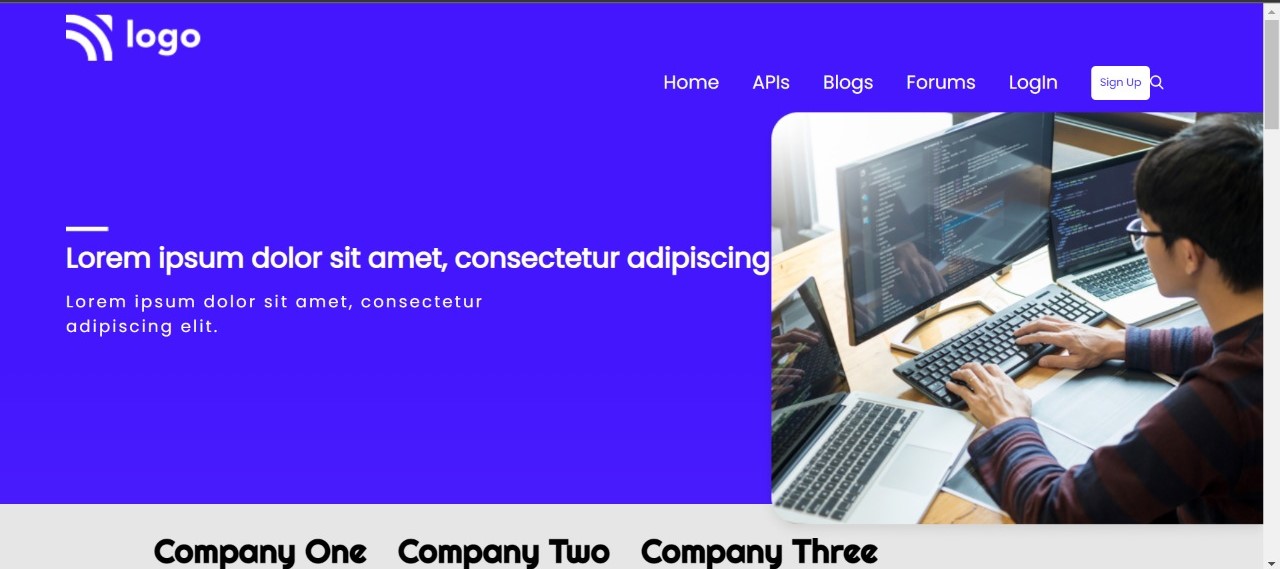 logo
Home APIs Blogs Forums LogIn Sign Up
Lorem ipsum dolor sit amet, consectetur adipiscing
Lorem ipsum dolor sit amet, consectetur
adipiscing elit.
Company One Company Two Company Three